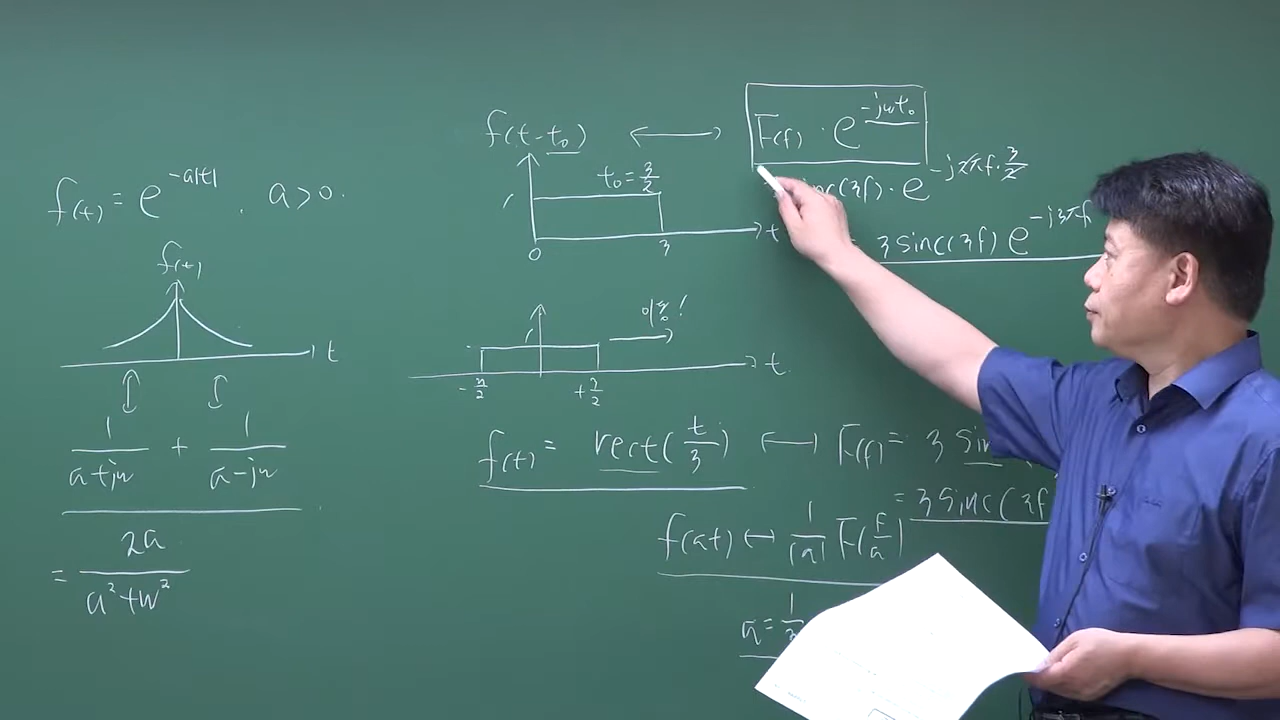 f(t) = e^{-a|t|} , a > 0.
f(t)
t
1/(a+jw) + 1/(a-jw)
= 2a/(a²+w²)
f(t-t₀) ↔ F(f) · e^{-jwt₀}
t₀ = 3/2
0 3 t
sinc(3f) · e^{-j2πf·3/2}
3 sinc(3f) e^{-j3πf}
-3/2 +3/2 t
f(t) = rect(t/3) ↔ F(f) = 3 sin
= 3 sinc(3f
f(at) ↔ 1/|a| F(f/a)
a = 1/3